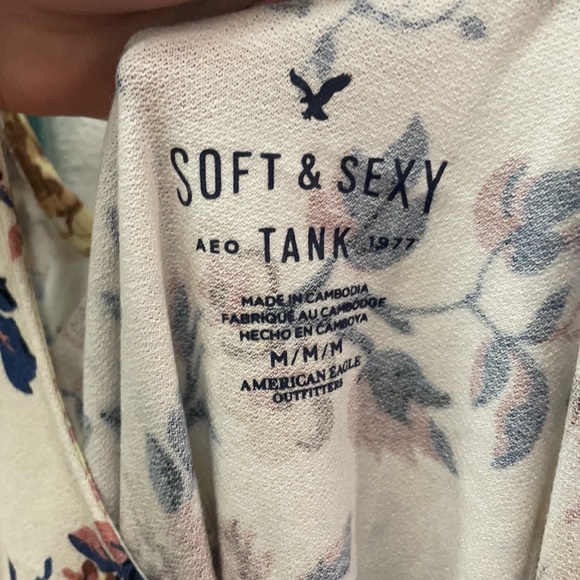 SOFT & SEXY
AEO TANK 1977
MADE IN CAMBODIA
FABRIQUÉ AU CAMBODGE
HECHO EN CAMBOYA
M/M/M
AMERICAN EAGLE
OUTFITTERS